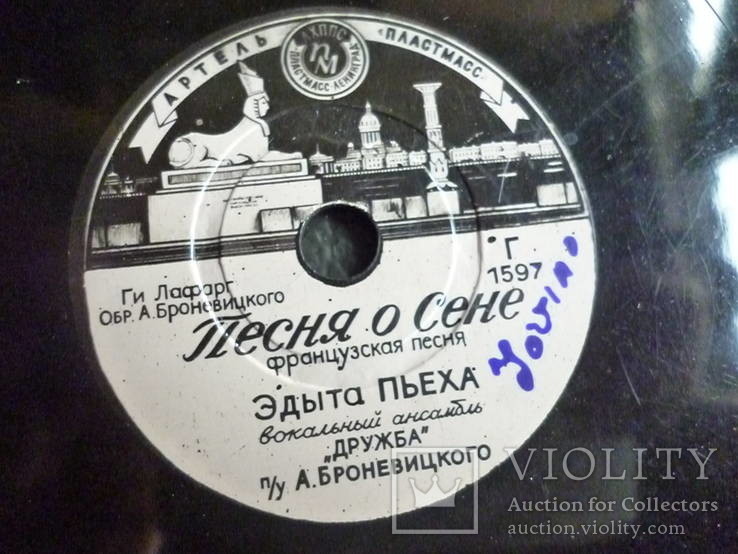 АРТЕЛЬ „ПЛАСТМАСС"
ЛХППС
ПМ
ПЛАСТМАСС-ЛЕНИНГРАД
Г
1597
Ги Лафарг
ОБР. А. Броневицкого
Песня о Сене
французская песня
Эдыта ПЬЕХА
вокальный ансамбль
„ДРУЖБА"
п/у А. БРОНЕВИЦКОГО
VIOLITY
Auction for Collectors
auction.violity.com